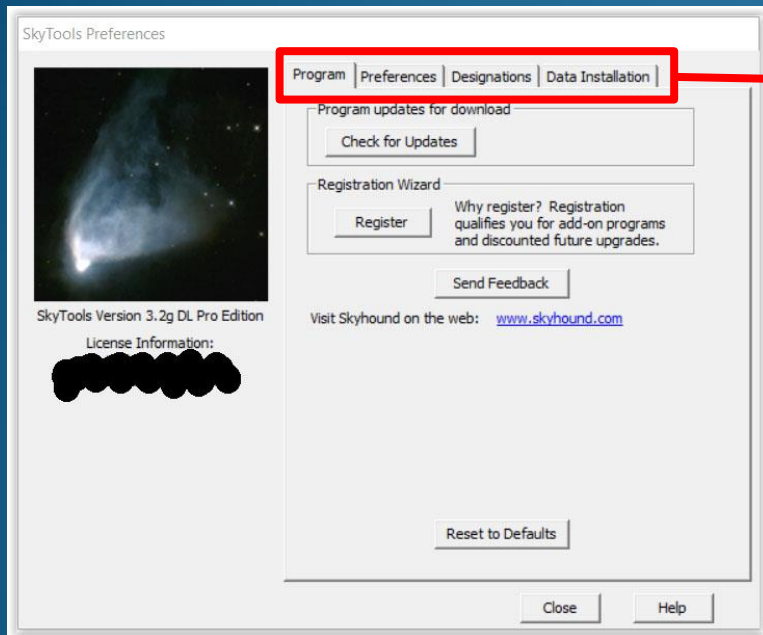 SkyTools Preferences
Program Preferences Designations Data Installation
Program updates for download
Check for Updates
Registration Wizard
Register
Why register? Registration
qualifies you for add-on programs
and discounted future upgrades.
Send Feedback
SkyTools Version 3.2g DL Pro Edition
Visit Skyhound on the web: www.skyhound.com
License Information:
Reset to Defaults
Close Help